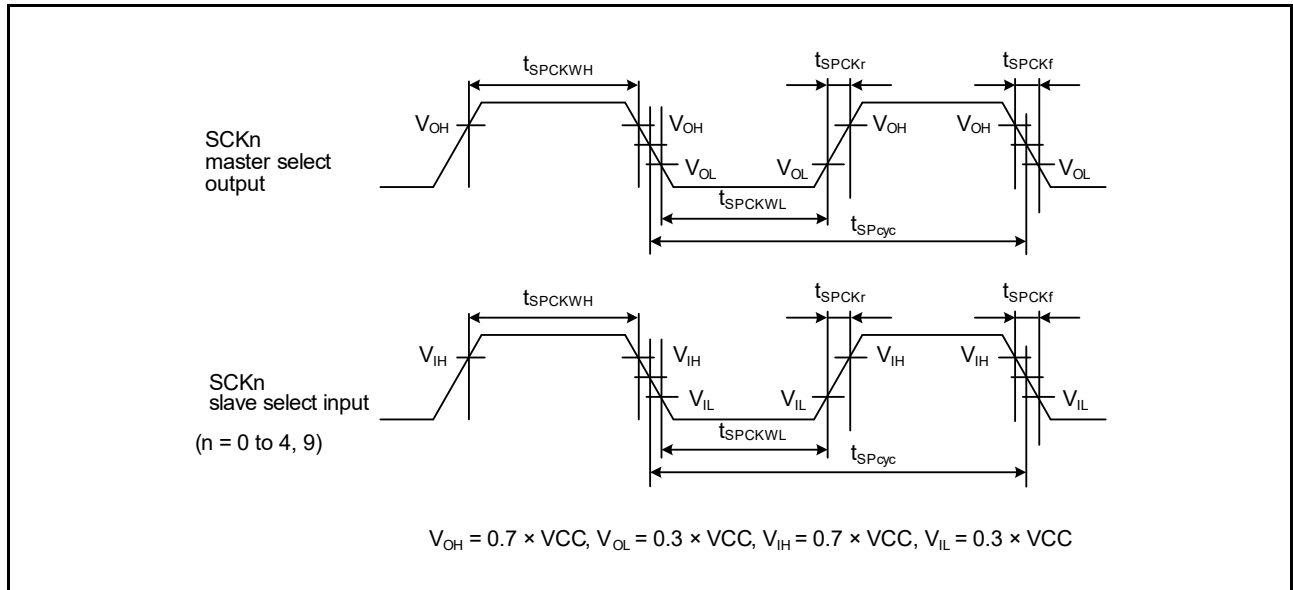 tSPCKWH tSPCKr tSPCKf
VOH VOH VOH VOH
SCKn
master select
output
VOL VOL VOL
tSPCKWL
tSPcyc
tSPCKWH tSPCKr tSPCKf
VIH VIH VIH VIH
SCKn
slave select input
VIL VIL VIL
(n = 0 to 4, 9)
tSPCKWL
tSPcyc
VOH = 0.7 × VCC, VOL = 0.3 × VCC, VIH = 0.7 × VCC, VIL = 0.3 × VCC